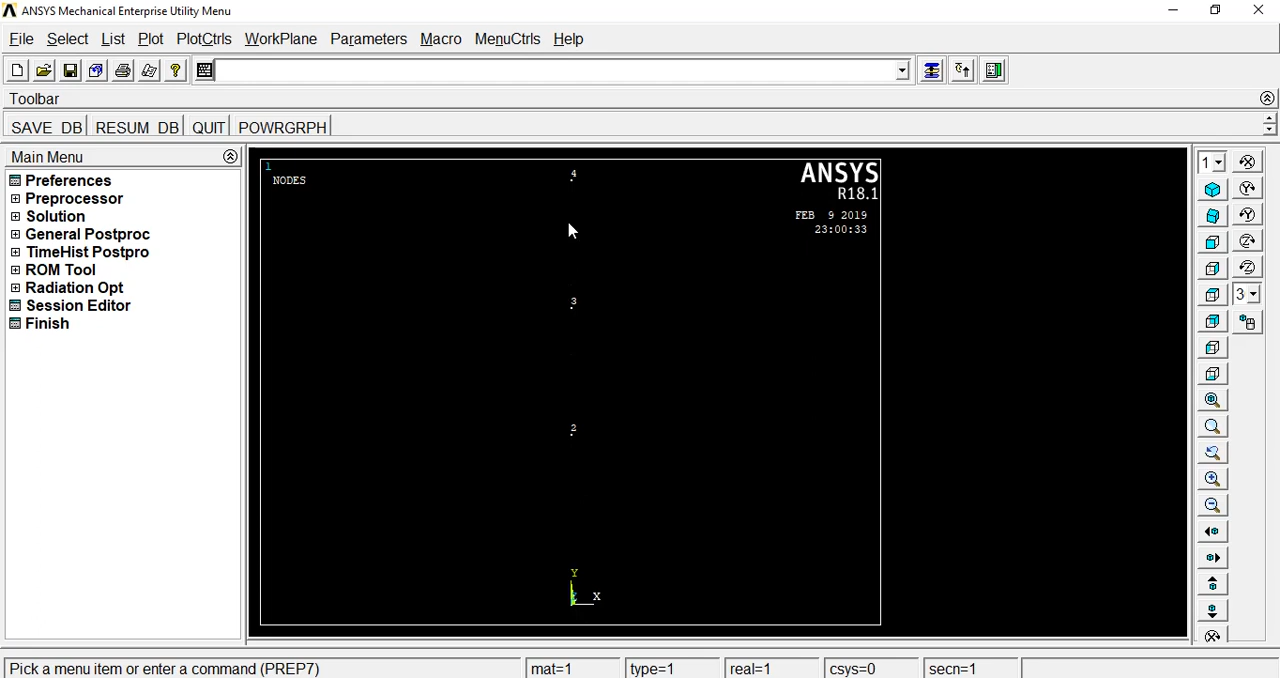 ANSYS Mechanical Enterprise Utility Menu
File Select List Plot PlotCtrls WorkPlane Parameters Macro MenuCtrls Help
Toolbar
SAVE_DB RESUM_DB QUIT POWRGRPH
Main Menu
Preferences
Preprocessor
Solution
General Postproc
TimeHist Postpro
ROM Tool
Radiation Opt
Session Editor
Finish
1
NODES
4
3
2
Y
X
ANSYS
R18.1
FEB 9 2019
23:00:33
1
3
Pick a menu item or enter a command (PREP7) mat=1 type=1 real=1 csys=0 secn=1